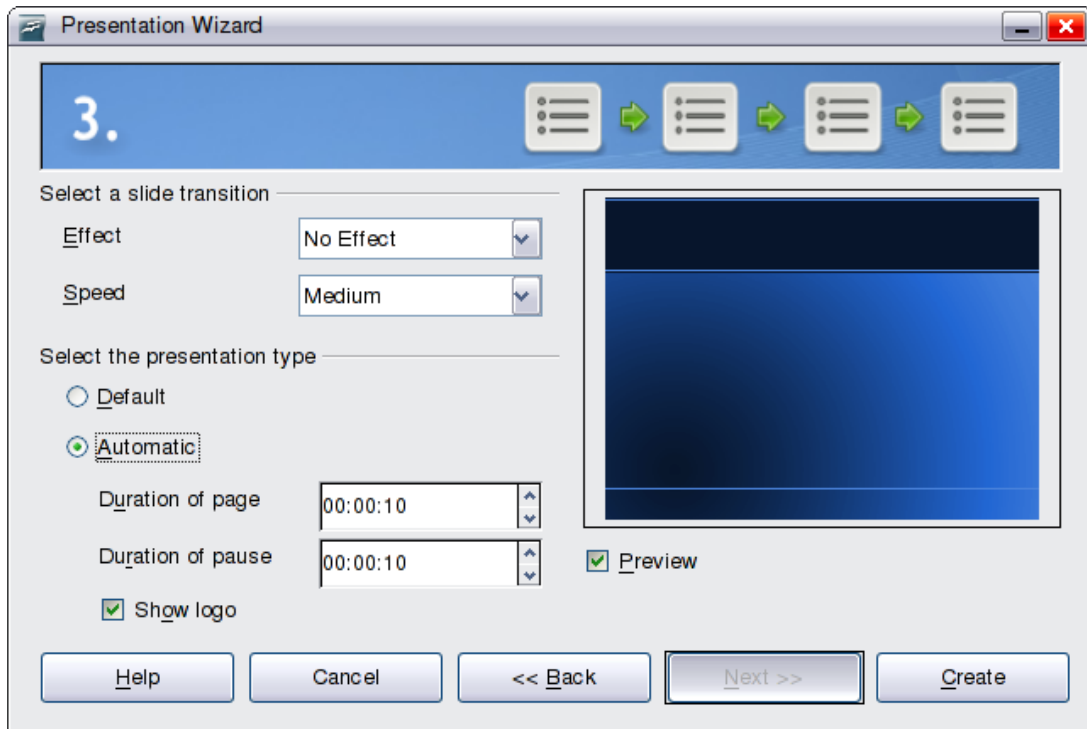 Presentation Wizard
3.
Select a slide transition
Effect
No Effect
Speed
Medium
Select the presentation type
Default
Automatic
Duration of page
00:00:10
Duration of pause
00:00:10
Preview
Show logo
Help
Cancel
<< Back
Next >>
Create